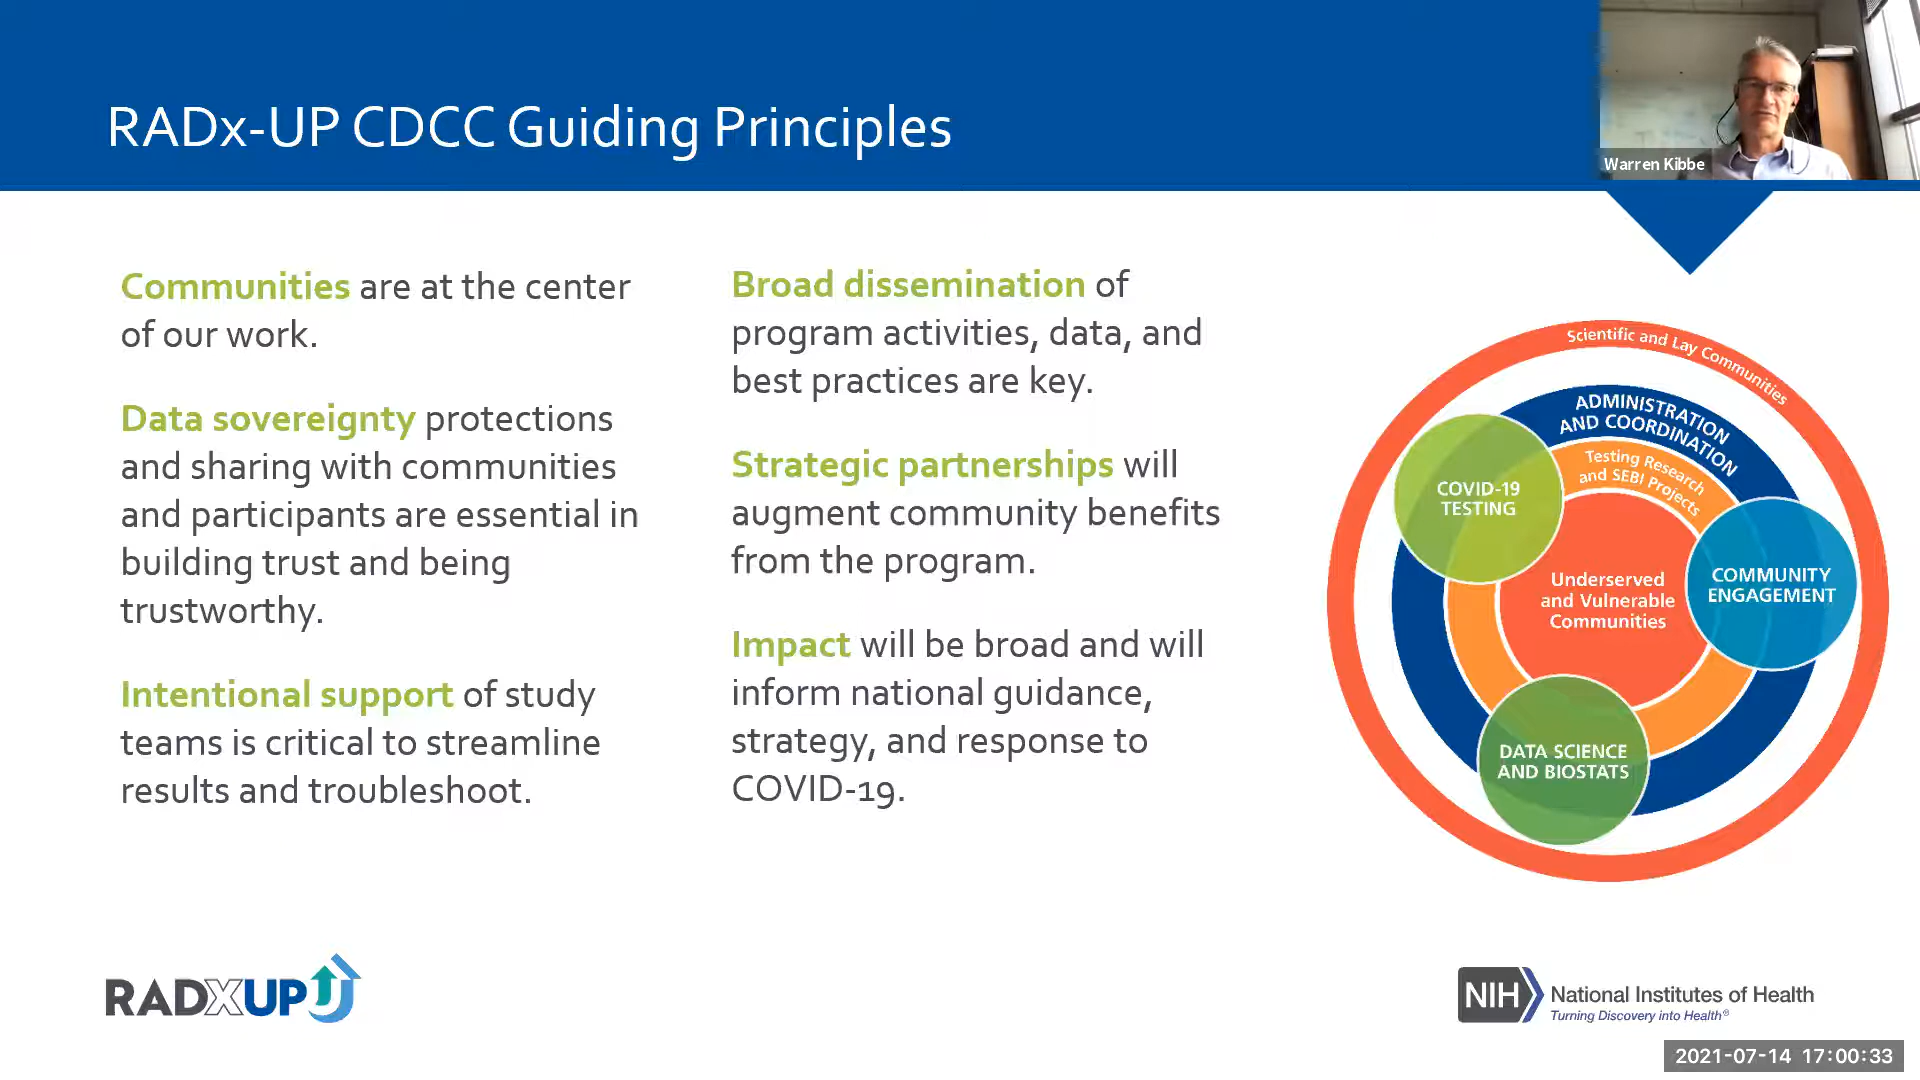 RADx-UP CDCC Guiding Principles
Warren Kibbe
Communities are at the center
of our work.
Data sovereignty protections
and sharing with communities
and participants are essential in
building trust and being
trustworthy.
Intentional support of study
teams is critical to streamline
results and troubleshoot.
Broad dissemination of
program activities, data, and
best practices are key.
Strategic partnerships will
augment community benefits
from the program.
Impact will be broad and will
inform national guidance,
strategy, and response to
COVID-19.
Scientific and Lay Communities
ADMINISTRATION
AND COORDINATION
Testing Research
and SEBI Projects
COVID-19
TESTING
COMMUNITY
ENGAGEMENT
Underserved
and Vulnerable
Communities
DATA SCIENCE
AND BIOSTATS
RADXUP
NIH
National Institutes of Health
Turning Discovery into Health®
2021-07-14 17:00:33